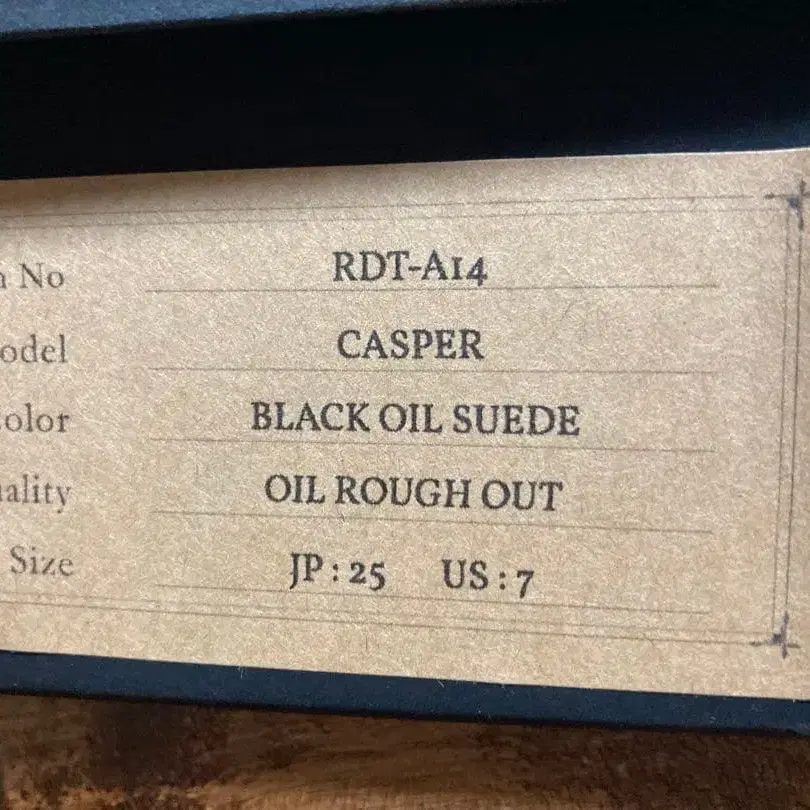 No RDT-A14
odel CASPER
olor BLACK OIL SUEDE
ality OIL ROUGH OUT
Size JP : 25 US : 7